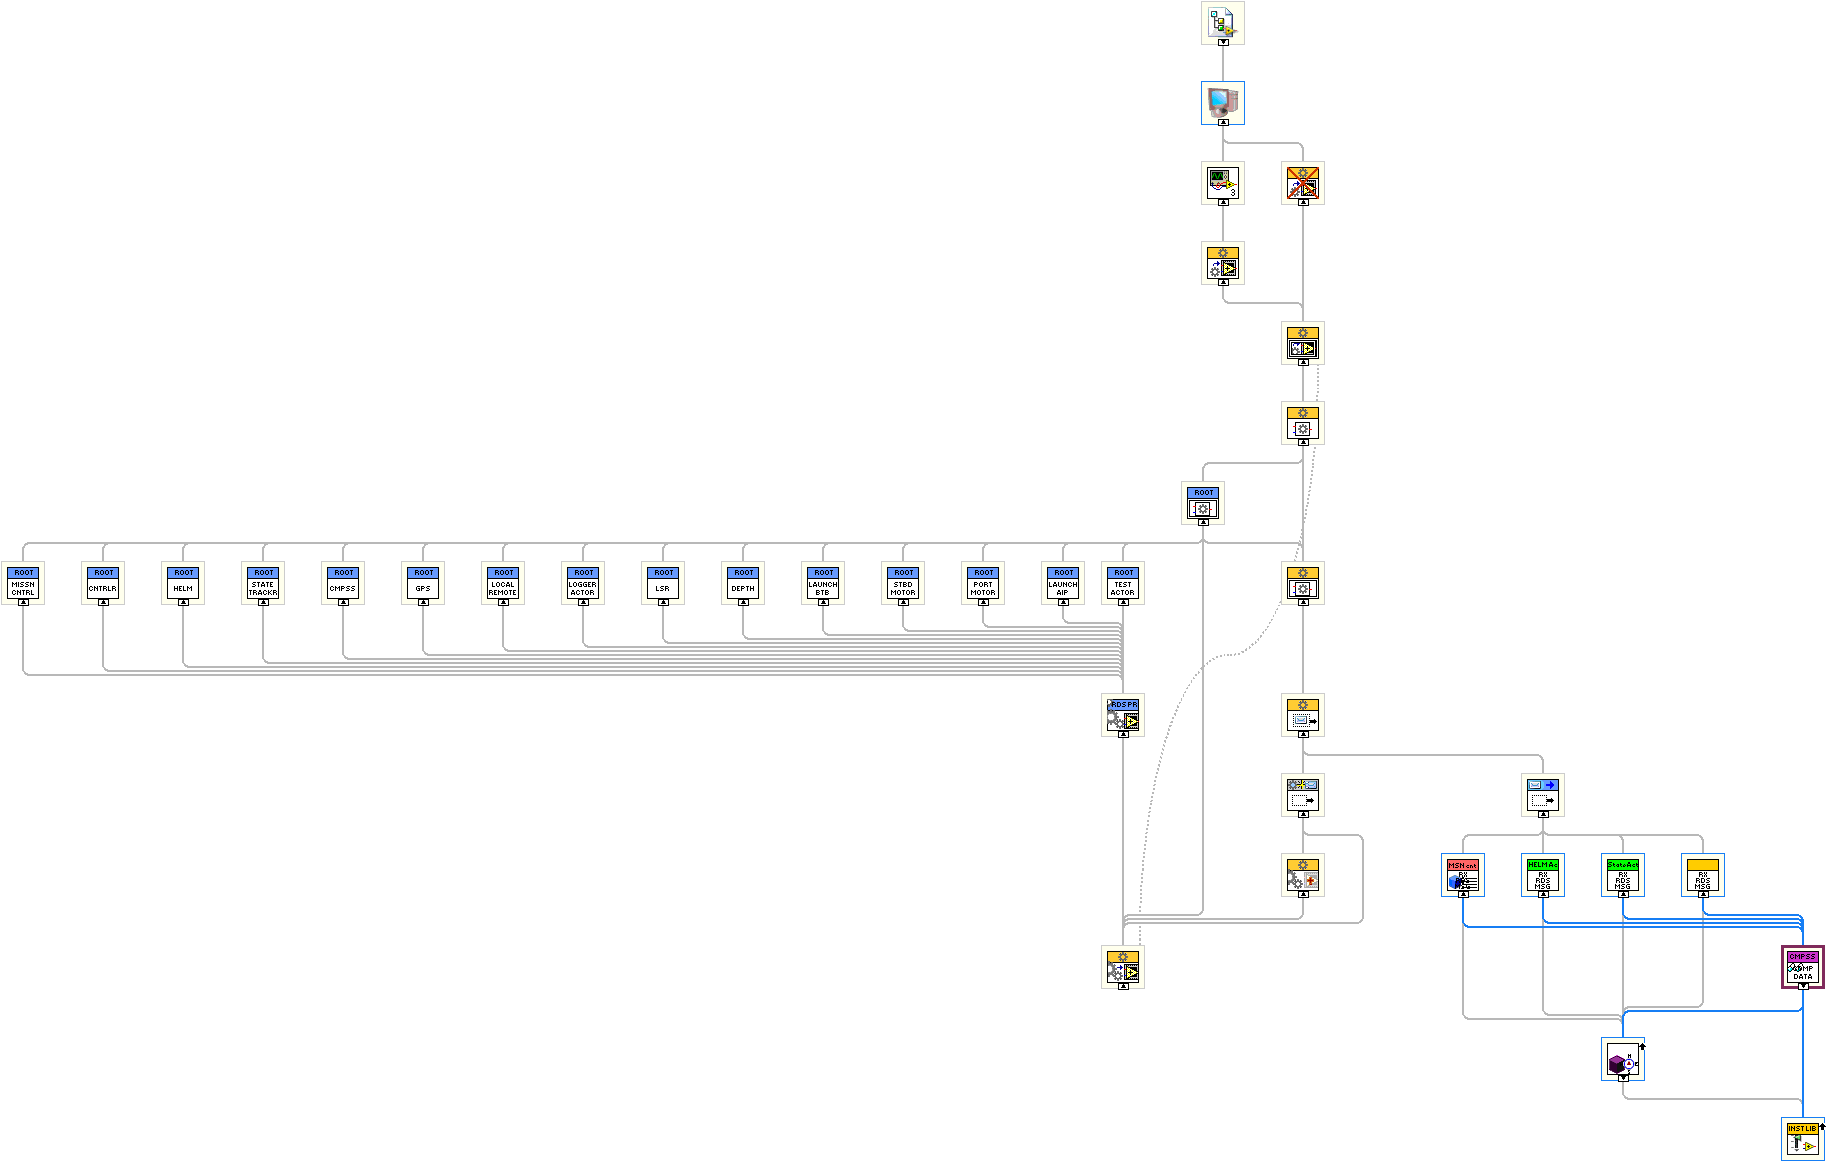 3
ROOT
ROOT
MISSN
CNTRL
ROOT
CNTRLR
ROOT
HELM
ROOT
STATE
TRACKR
ROOT
CMPSS
ROOT
GPS
ROOT
LOCAL
REMOTE
ROOT
LOGGER
ACTOR
ROOT
LSR
ROOT
DEPTH
ROOT
LAUNCH
BTB
ROOT
STBD
MOTOR
ROOT
PORT
MOTOR
ROOT
LAUNCH
AIP
ROOT
TEST
ACTOR
RDS PR
MSN cnt
RX
HELM Ac
RX
RDS
MSG
StateAct
RX
RDS
MSG
RX
RDS
MSG
CMPSS
DATA
N
INST LIB